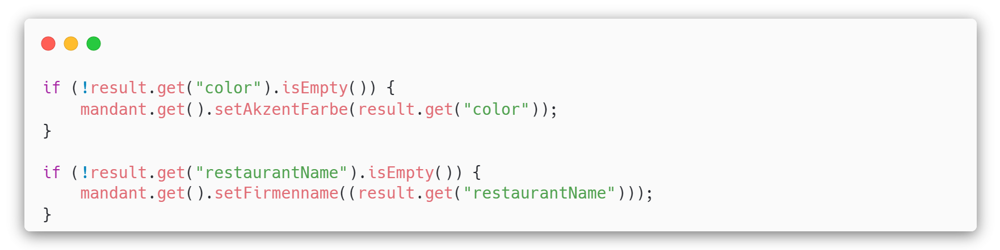 if (!result.get("color").isEmpty()) {
    mandant.get().setAkzentFarbe(result.get("color"));
}

if (!result.get("restaurantName").isEmpty()) {
    mandant.get().setFirmenname((result.get("restaurantName")));
}